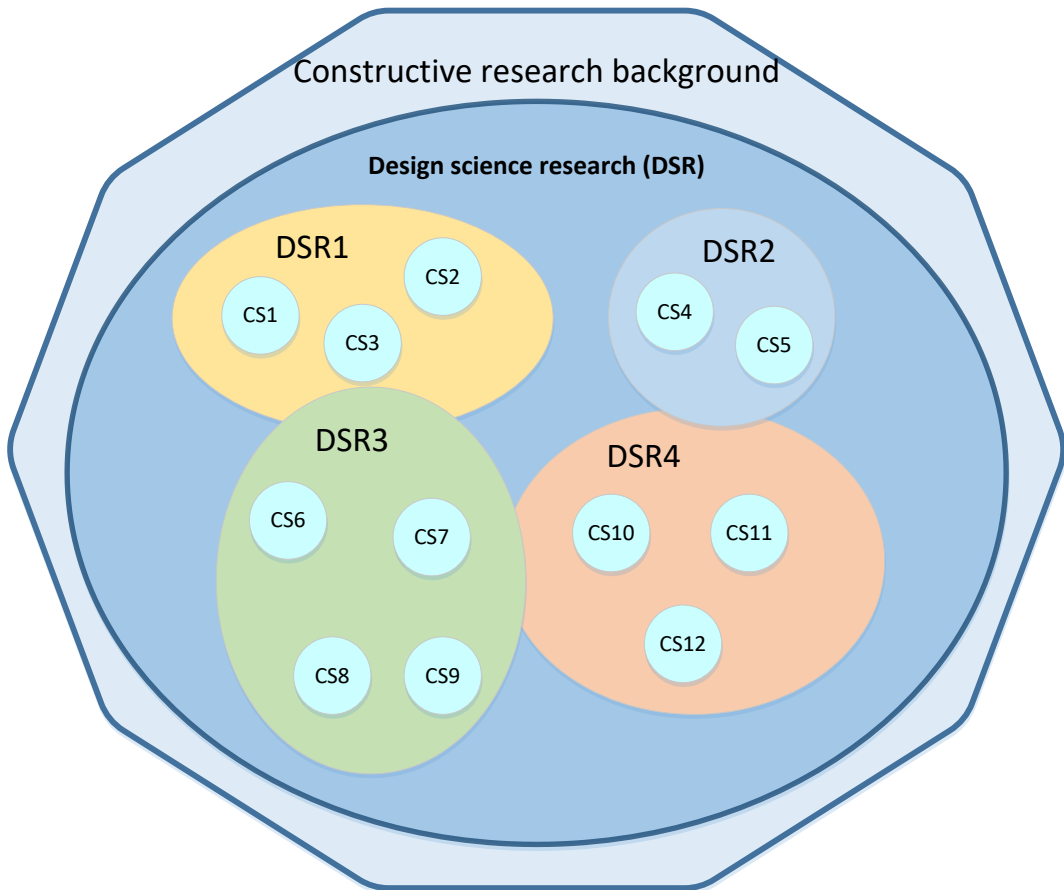 Constructive research background
Design science research (DSR)
DSR1
CS1
CS2
CS3
DSR2
CS4
CS5
DSR3
CS6
CS7
CS8
CS9
DSR4
CS10
CS11
CS12